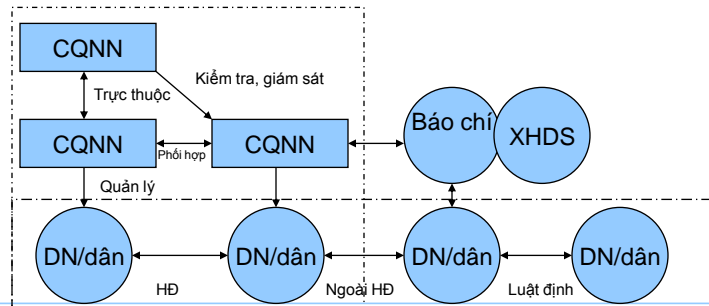 CQNN
Kiểm tra, giám sát
Trực thuộc
Báo chí
XHDS
CQNN
Phối hợp
CQNN
Quản lý
DN/dân
DN/dân
DN/dân
DN/dân
HĐ
Ngoài HĐ
Luật định